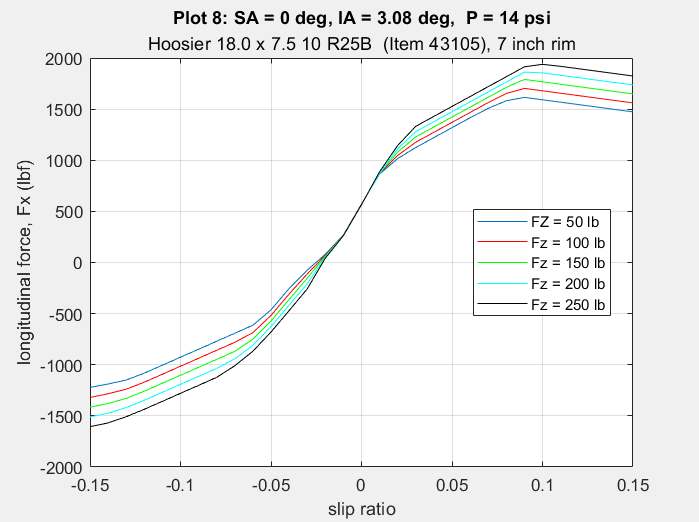 Plot 8: SA = 0 deg, IA = 3.08 deg,  P = 14 psi
Hoosier 18.0 x 7.5 10 R25B  (Item 43105), 7 inch rim
2000
1500
1000
500
0
-500
-1000
-1500
-2000
longitudinal force, Fx (lbf)
FZ = 50 lb
Fz = 100 lb
Fz = 150 lb
Fz = 200 lb
Fz = 250 lb
-0.15
-0.1
-0.05
0
0.05
0.1
0.15
slip ratio